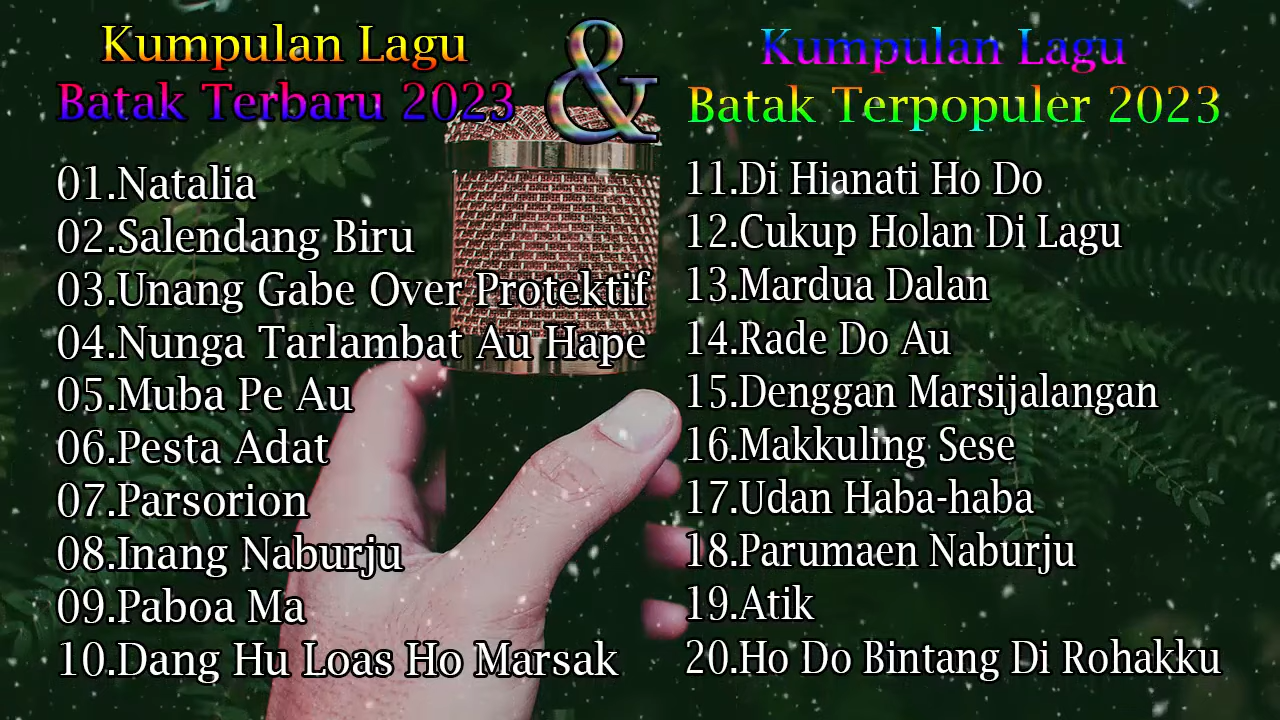 Kumpulan Lagu
Batak Terbaru 2023
&
Kumpulan Lagu
Batak Terpopuler 2023
01.Natalia
02.Salendang Biru
03.Unang Gabe Over Protektif
04.Nunga Tarlambat Au Hape
05.Muba Pe Au
06.Pesta Adat
07.Parsorion
08.Inang Naburju
09.Paboa Ma
10.Dang Hu Loas Ho Marsak
11.Di Hianati Ho Do
12.Cukup Holan Di Lagu
13.Mardua Dalan
14.Rade Do Au
15.Denggan Marsijalangan
16.Makkuling Sese
17.Udan Haba-haba
18.Parumaen Naburju
19.Atik
20.Ho Do Bintang Di Rohakku